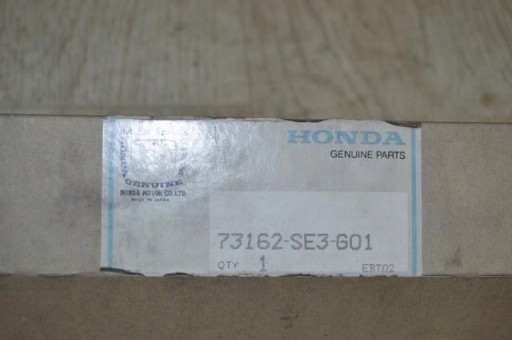 HONDA
GENUINE PARTS
GENUINE
HONDA MOTOR CO., LTD.
MADE IN JAPAN
73162-SE3-G01
QTY 1 EBT02